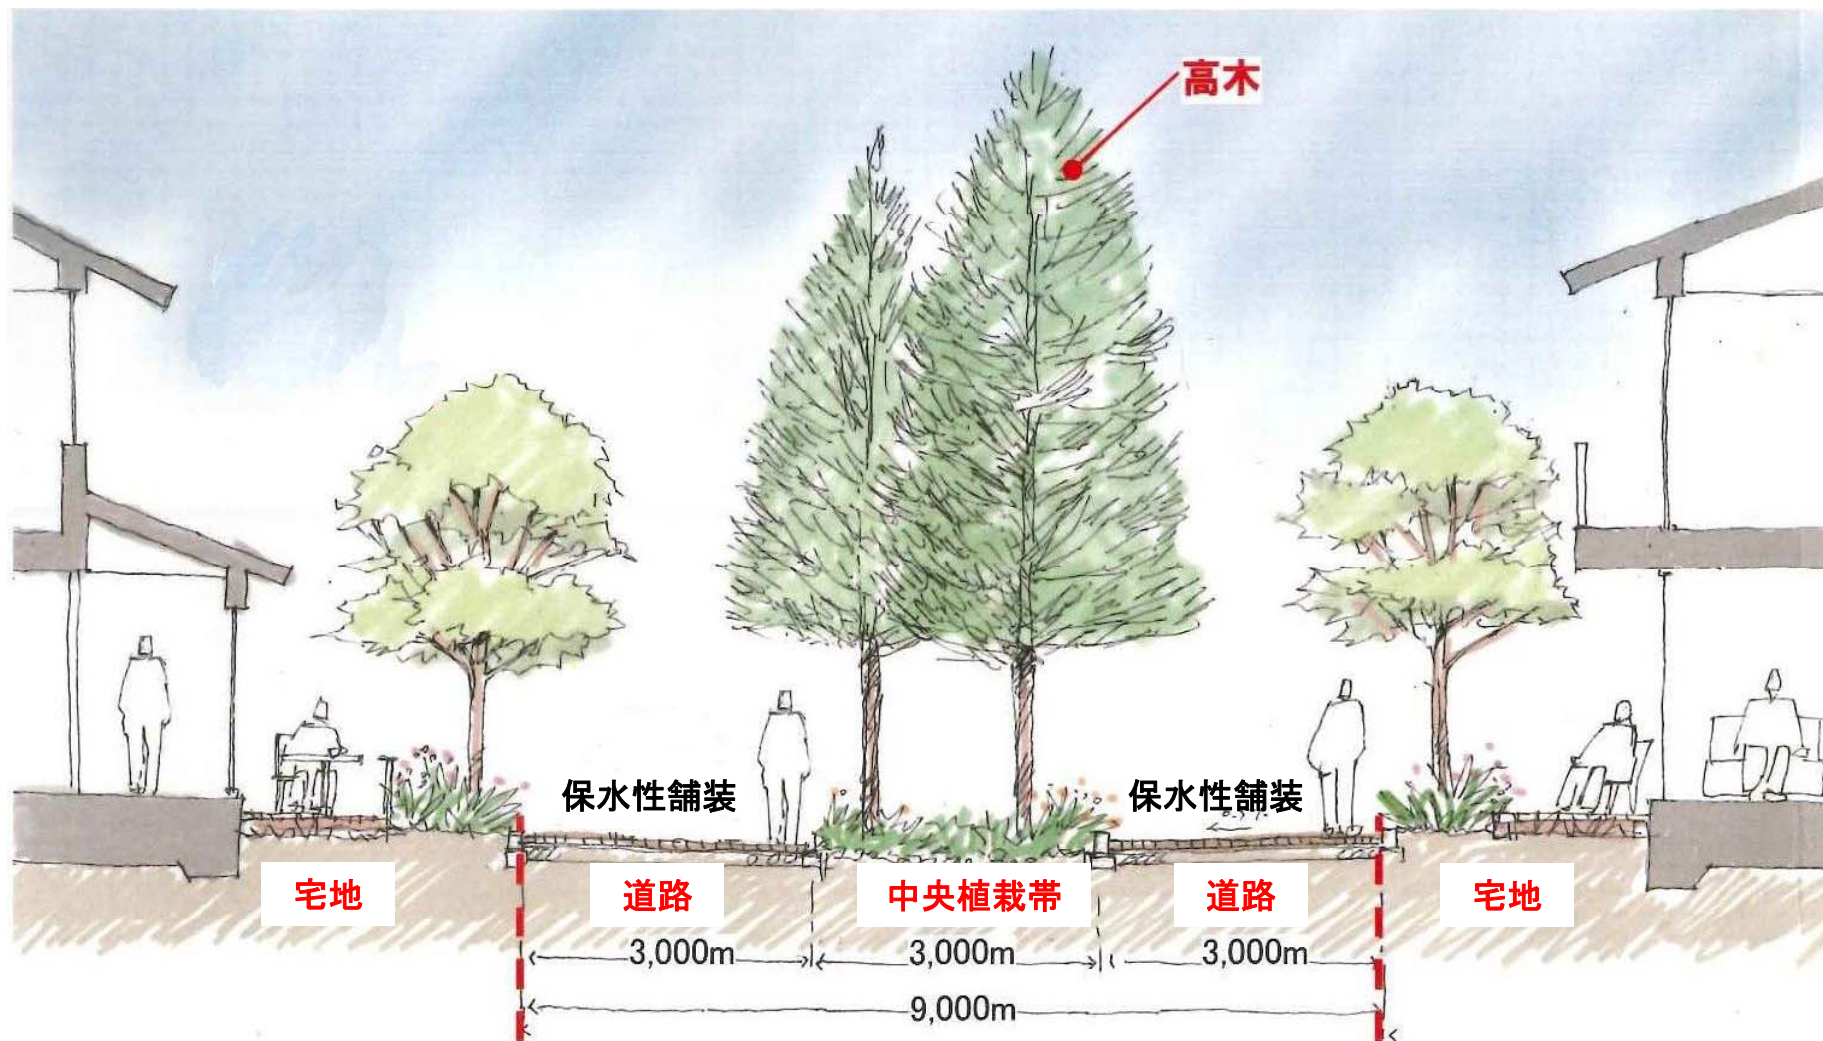 高木
保水性舗装
保水性舗装
宅地
道路
中央植栽帯
道路
宅地
3,000m
3,000m
3,000m
9,000m